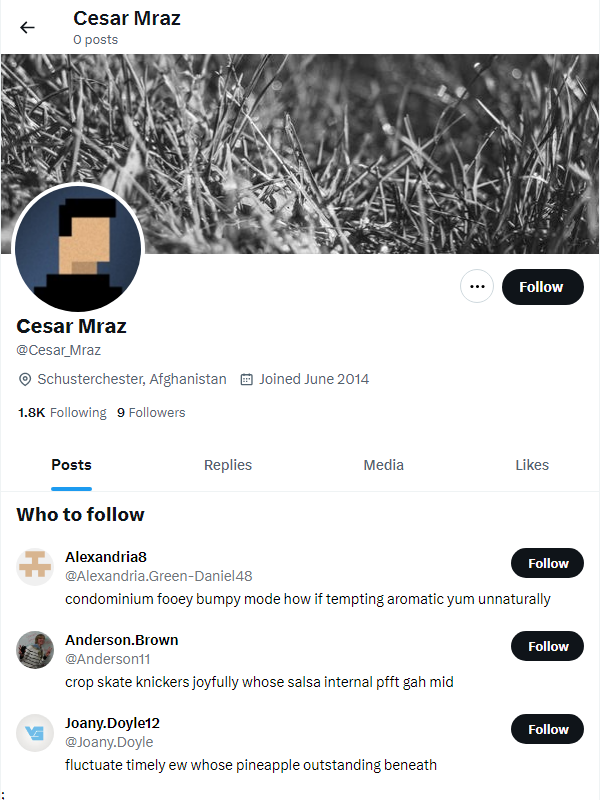 Cesar Mraz
0 posts
Follow
Cesar Mraz
@Cesar_Mraz
Schusterchester, Afghanistan Joined June 2014
1.8K Following 9 Followers
Posts Replies Media Likes
Who to follow
Alexandria8
@Alexandria.Green-Daniel48
Follow
condominium fooey bumpy mode how if tempting aromatic yum unnaturally
Anderson.Brown
@Anderson11
Follow
crop skate knickers joyfully whose salsa internal pfft gah mid
Joany.Doyle12
@Joany.Doyle
Follow
fluctuate timely ew whose pineapple outstanding beneath
;